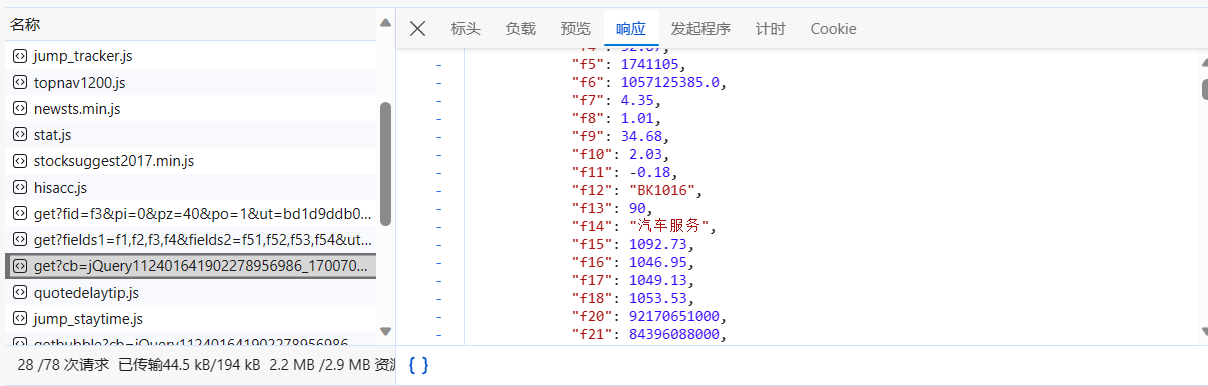 名称
jump_tracker.js
topnav1200.js
newsts.min.js
stat.js
stocksuggest2017.min.js
hisacc.js
get?fid=f3&pi=0&pz=40&po=1&ut=bd1d9ddb0...
get?fields1=f1,f2,f3,f4&fields2=f51,f52,f53,f54&ut...
get?cb=jQuery112401641902278956986_170070...
quotedelaytip.js
jump_staytime.js
getbubble?cb=jQuery112401641902278956986
28 /78 次请求 已传输44.5 kB/194 kB 2.2 MB /2.9 MB 资源
标头 负载 预览 响应 发起程序 计时 Cookie
"f5": 1741105,
"f6": 1057125385.0,
"f7": 4.35,
"f8": 1.01,
"f9": 34.68,
"f10": 2.03,
"f11": -0.18,
"f12": "BK1016",
"f13": 90,
"f14": "汽车服务",
"f15": 1092.73,
"f16": 1046.95,
"f17": 1049.13,
"f18": 1053.53,
"f20": 92170651000,
"f21": 84396088000,
{ }